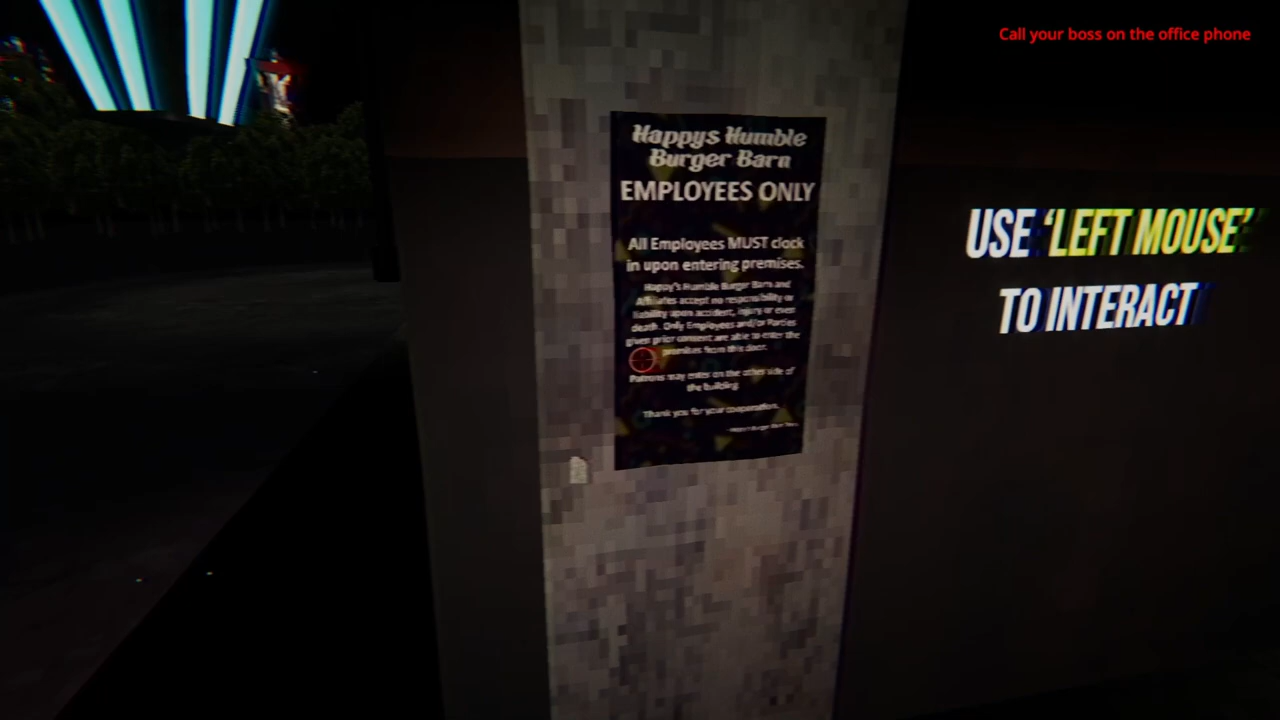 Call your boss on the office phone
Happys Humble
Burger Barn
EMPLOYEES ONLY
All Employees MUST clock
in upon entering premises.
Happy's Humble Burger Barn and
Affiliates accept no responsibility or
liability upon accident, injury or even
death. Only Employees and/or Parties
given prior consent are able to enter the
premises from this door.
Patrons may enter on the other side of
the building.
Thank you for your cooperation.
USE 'LEFT MOUSE'
TO INTERACT